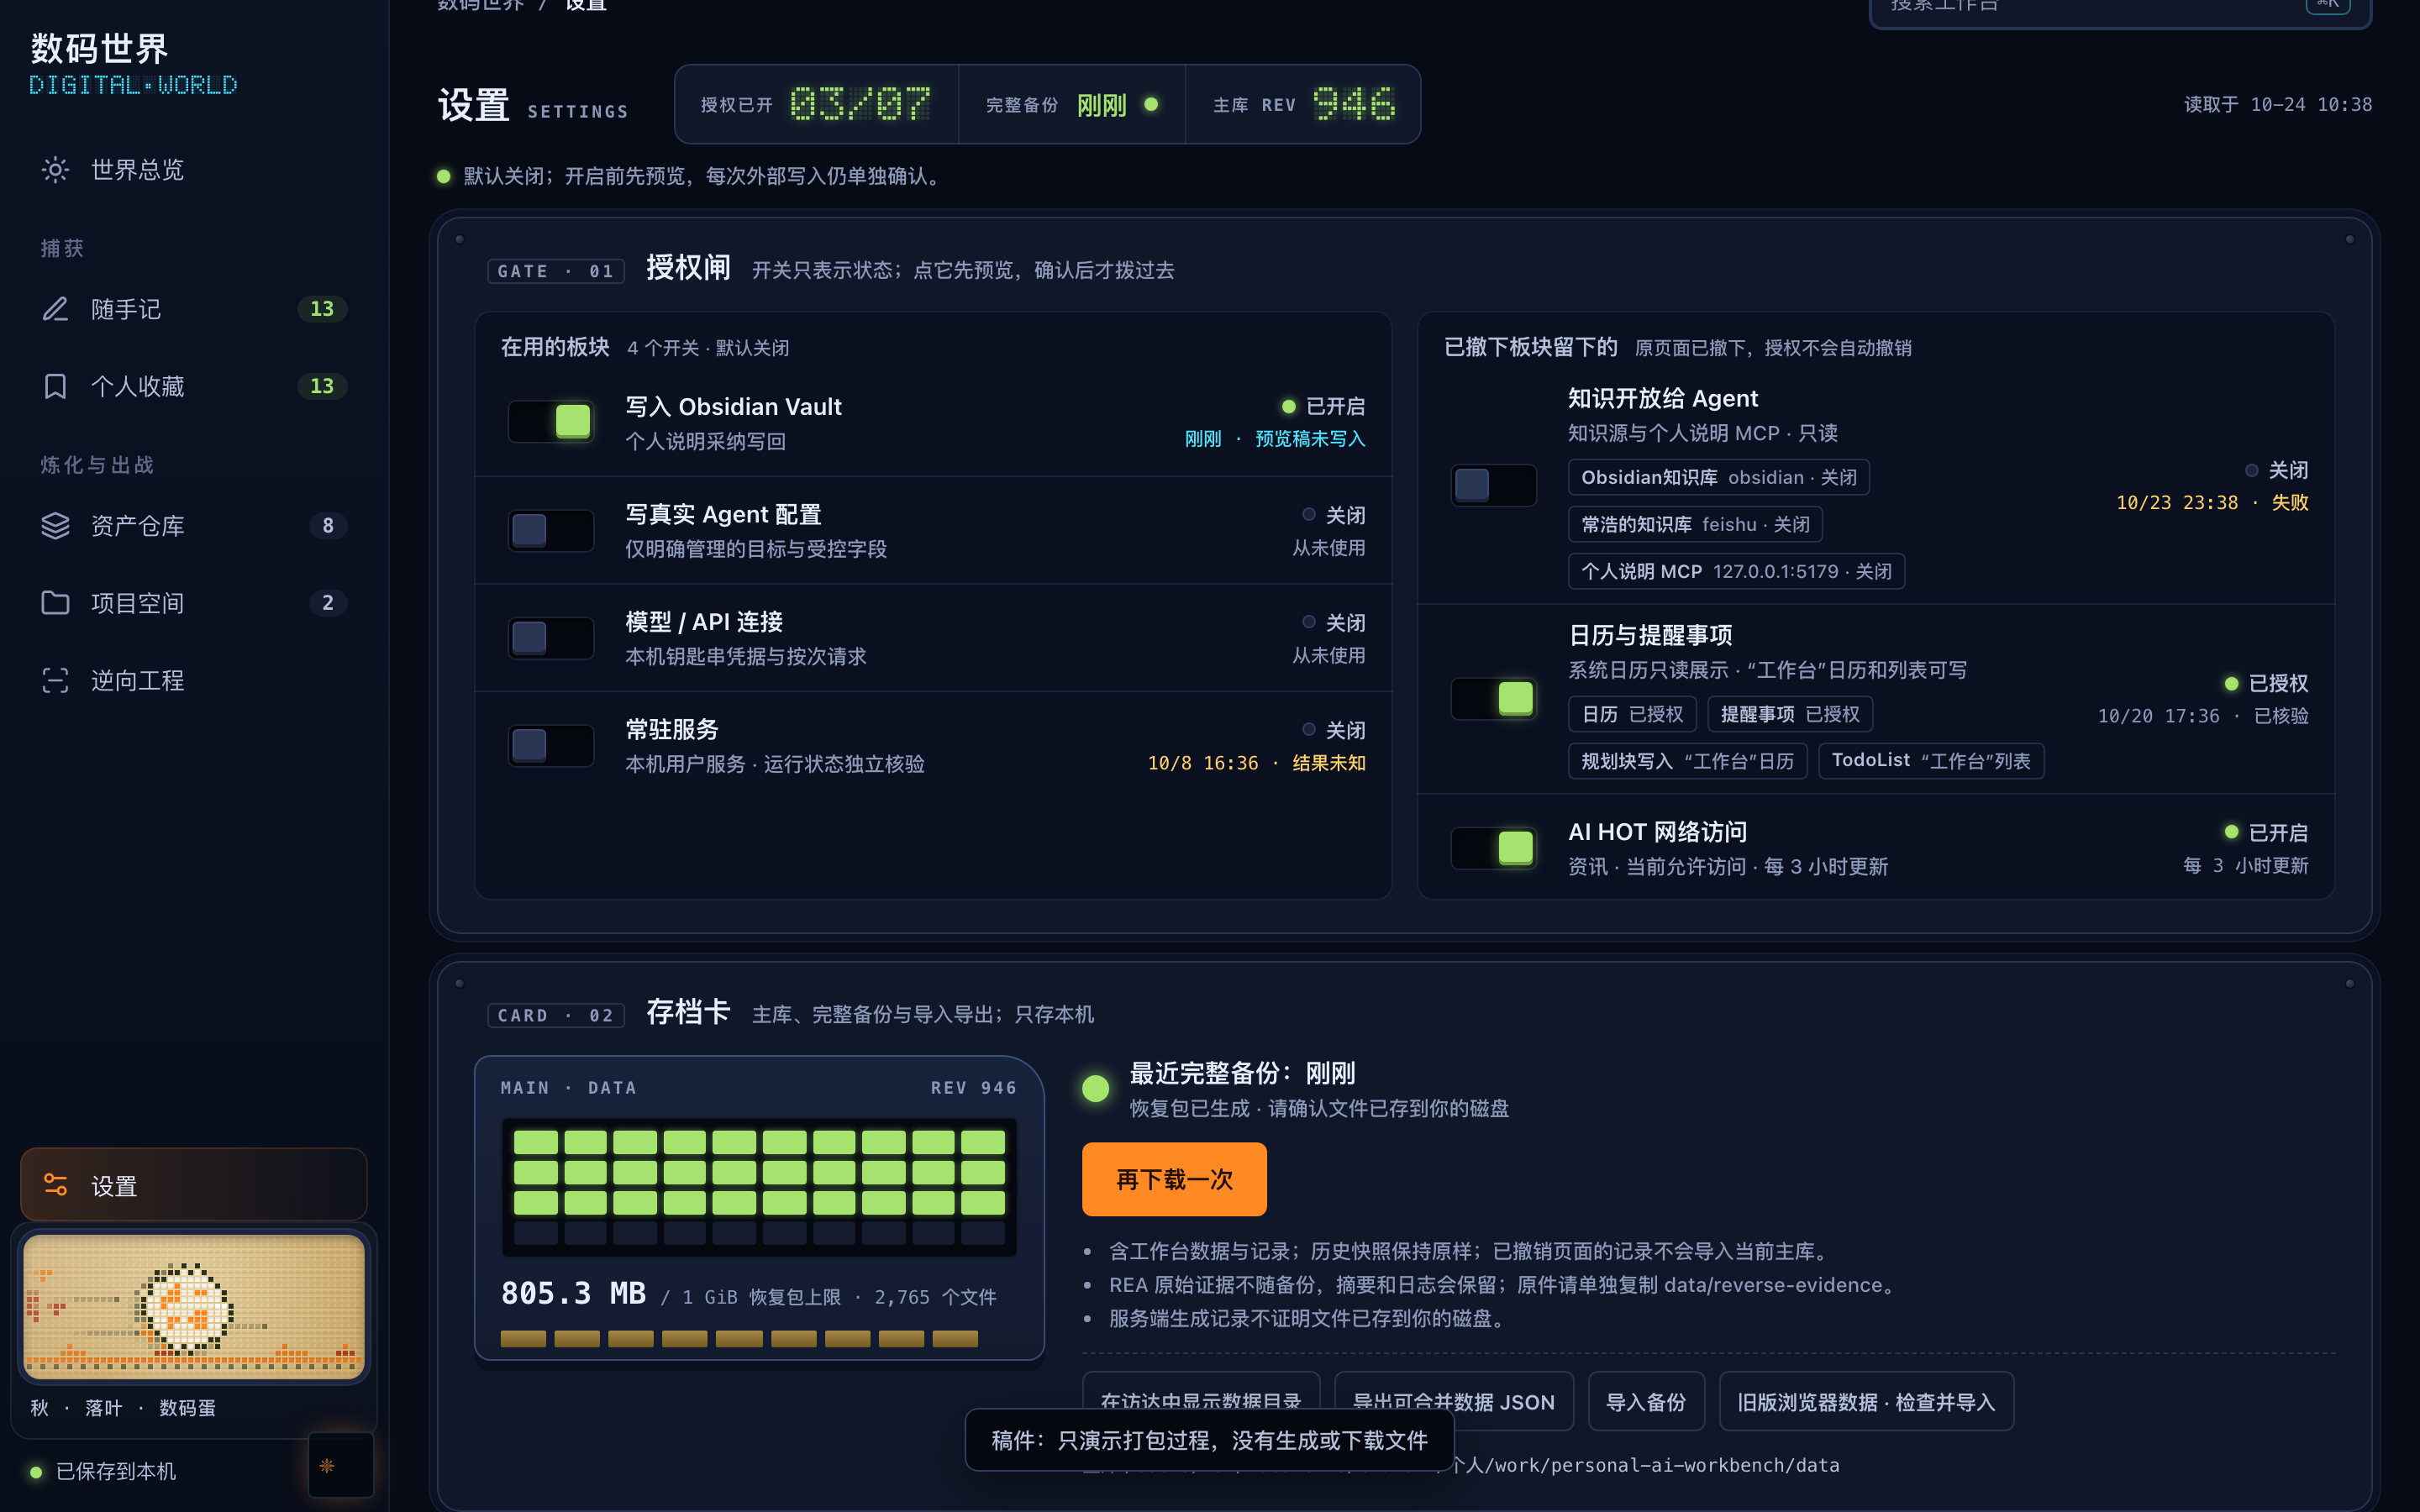 数码世界
DIGITAL·WORLD
世界总览
捕获
随手记 13
个人收藏 13
炼化与出战
资产仓库 8
项目空间 2
逆向工程
设置
秋 · 落叶 · 数码蛋
已保存到本机
数码世界 / 设置
搜索工作台 ⌘K
设置 SETTINGS
授权已开 03/07
完整备份 刚刚
主库 REV 946
读取于 10-24 10:38
默认关闭；开启前先预览，每次外部写入仍单独确认。
GATE · 01 授权闸 开关只表示状态；点它先预览，确认后才拨过去
在用的板块 4 个开关 · 默认关闭
写入 Obsidian Vault
个人说明采纳写回
已开启
刚刚 · 预览稿未写入
写真实 Agent 配置
仅明确管理的目标与受控字段
关闭
从未使用
模型 / API 连接
本机钥匙串凭据与按次请求
关闭
从未使用
常驻服务
本机用户服务 · 运行状态独立核验
关闭
10/8 16:36 · 结果未知
已撤下板块留下的 原页面已撤下，授权不会自动撤销
知识开放给 Agent
知识源与个人说明 MCP · 只读
Obsidian知识库 obsidian · 关闭
常浩的知识库 feishu · 关闭
个人说明 MCP 127.0.0.1:5179 · 关闭
关闭
10/23 23:38 · 失败
日历与提醒事项
系统日历只读展示 · “工作台”日历和列表可写
日历 已授权
提醒事项 已授权
规划块写入 “工作台”日历
TodoList “工作台”列表
已授权
10/20 17:36 · 已核验
AI HOT 网络访问
资讯 · 当前允许访问 · 每 3 小时更新
已开启
每 3 小时更新
CARD · 02 存档卡 主库、完整备份与导入导出；只存本机
MAIN · DATA REV 946
805.3 MB / 1 GiB 恢复包上限 · 2,765 个文件
最近完整备份：刚刚
恢复包已生成 · 请确认文件已存到你的磁盘
再下载一次
含工作台数据与记录；历史快照保持原样；已撤销页面的记录不会导入当前主库。
REA 原始证据不随备份，摘要和日志会保留；原件请单独复制 data/reverse-evidence。
服务端生成记录不证明文件已存到你的磁盘。
在访达中显示数据目录
导出可合并数据 JSON
导入备份
旧版浏览器数据 · 检查并导入
稿件：只演示打包过程，没有生成或下载文件
个人/work/personal-ai-workbench/data